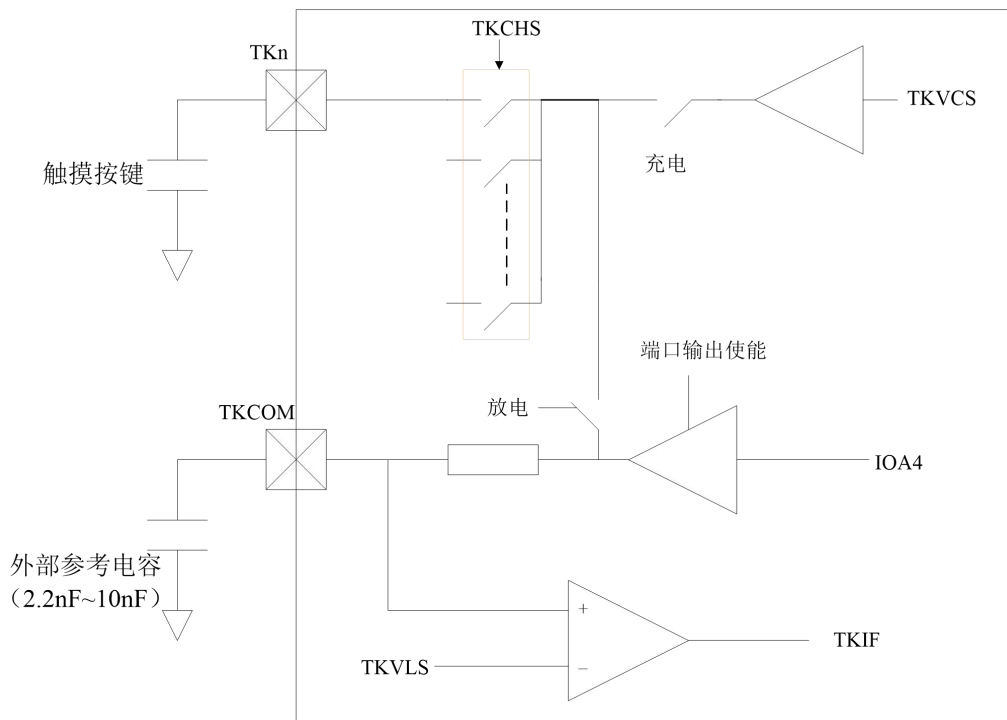 TKCHS
TKn
TKVCS
触摸按键
充电
端口输出使能
TKCOM
放电
IOA4
外部参考电容
（2.2nF~10nF）
+
TKIF
TKVLS
−